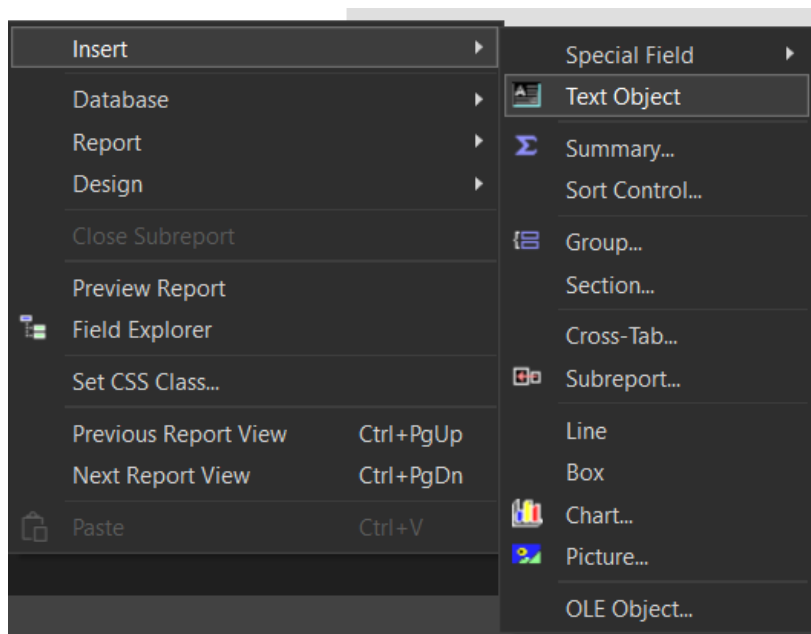 Insert
Database
Report
Design
Close Subreport
Preview Report
Field Explorer
Set CSS Class...
Previous Report View Ctrl+PgUp
Next Report View Ctrl+PgDn
Paste Ctrl+V
Special Field
Text Object
Summary...
Sort Control...
Group...
Section...
Cross-Tab...
Subreport...
Line
Box
Chart...
Picture...
OLE Object...